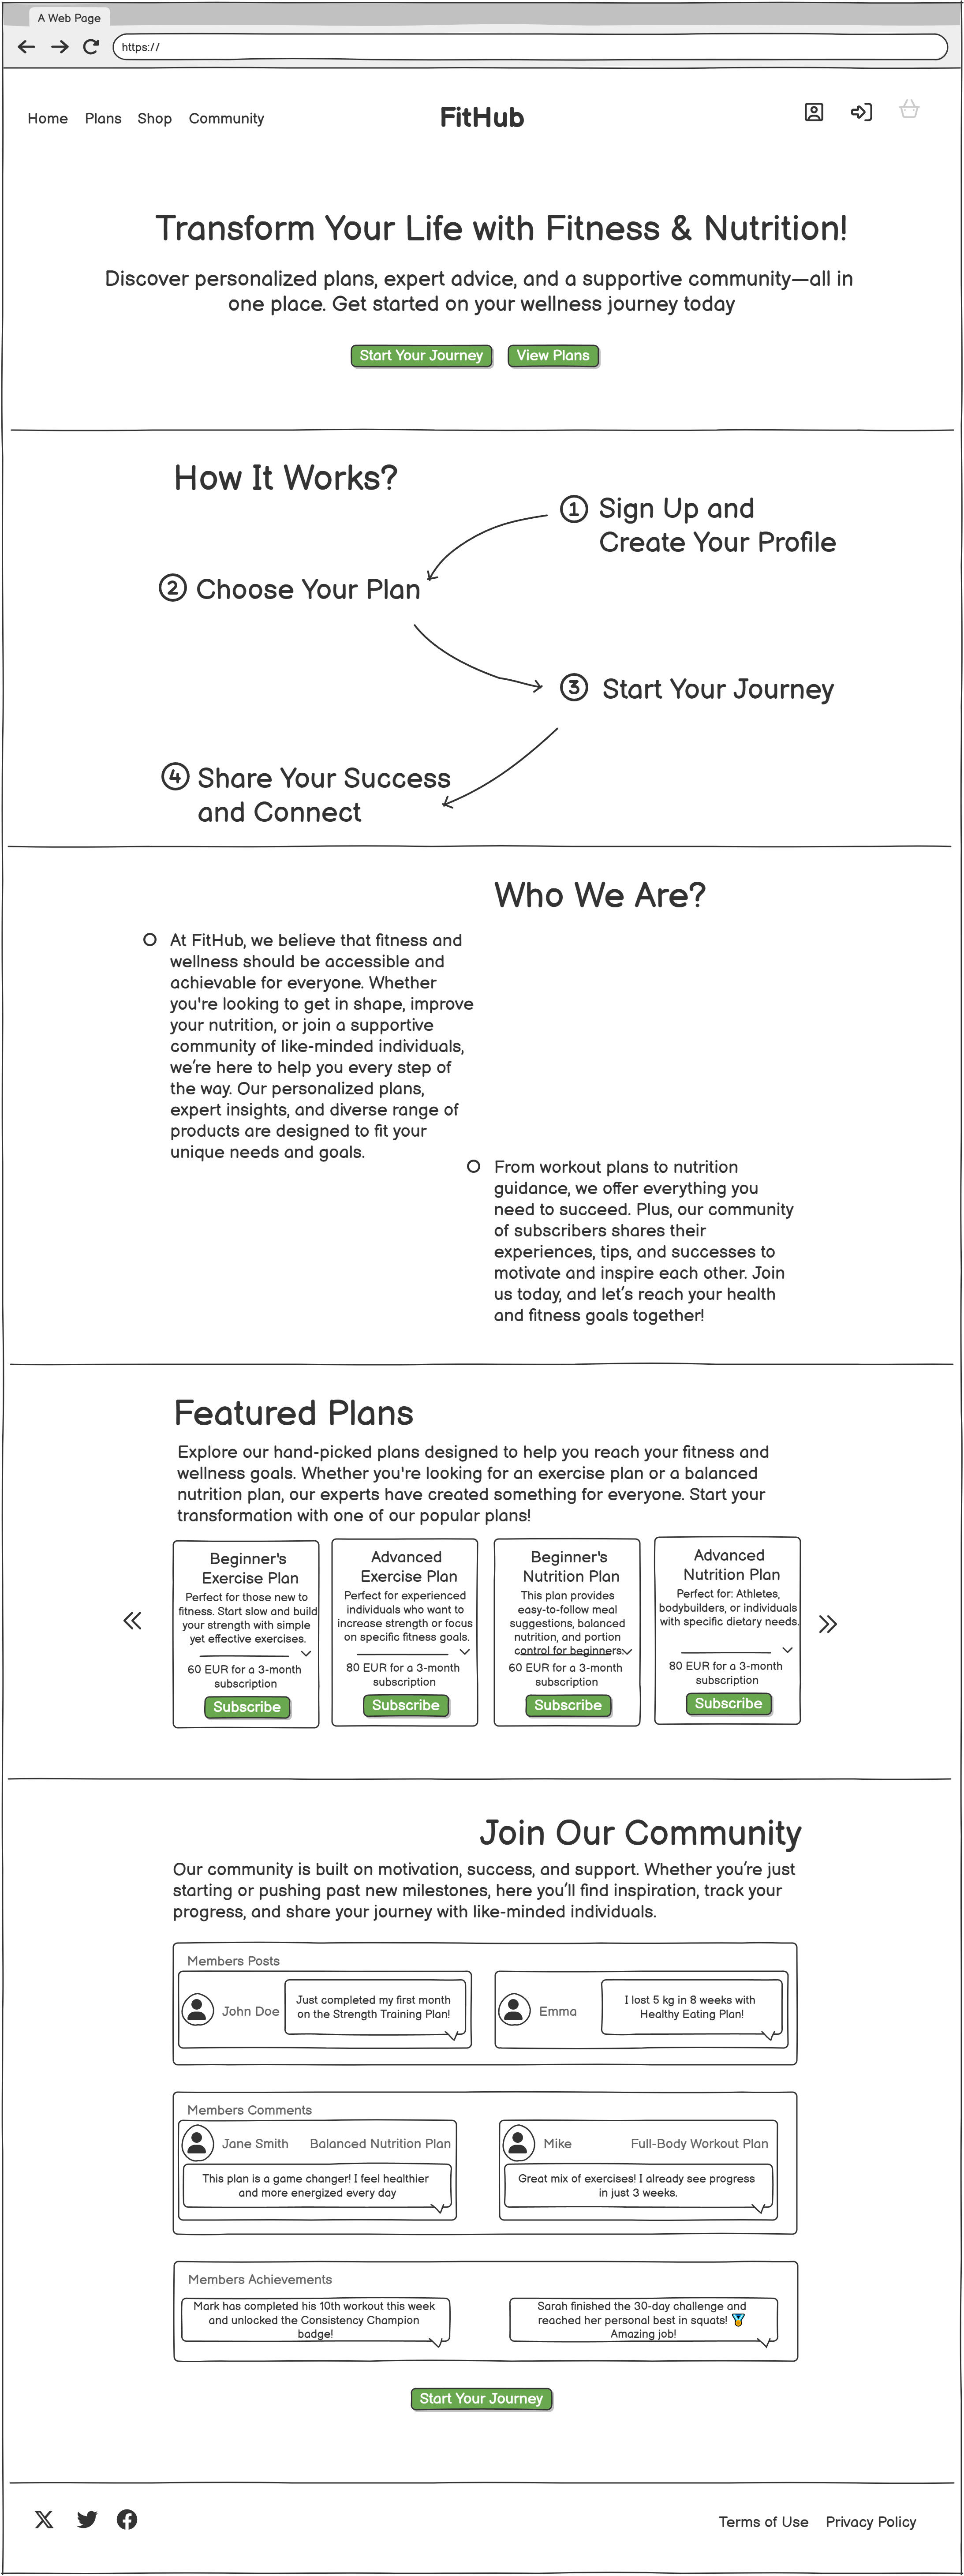 A Web Page
https://
Home Plans Shop Community
FitHub
Transform Your Life with Fitness & Nutrition!
Discover personalized plans, expert advice, and a supportive community—all in
one place. Get started on your wellness journey today
Start Your Journey
View Plans
How It Works?
1 Sign Up and
Create Your Profile
2 Choose Your Plan
3 Start Your Journey
4 Share Your Success
and Connect
Who We Are?
At FitHub, we believe that fitness and
wellness should be accessible and
achievable for everyone. Whether
you're looking to get in shape, improve
your nutrition, or join a supportive
community of like-minded individuals,
we're here to help you every step of
the way. Our personalized plans,
expert insights, and diverse range of
products are designed to fit your
unique needs and goals.
From workout plans to nutrition
guidance, we offer everything you
need to succeed. Plus, our community
of subscribers shares their
experiences, tips, and successes to
motivate and inspire each other. Join
us today, and let's reach your health
and fitness goals together!
Featured Plans
Explore our hand-picked plans designed to help you reach your fitness and
wellness goals. Whether you're looking for an exercise plan or a balanced
nutrition plan, our experts have created something for everyone. Start your
transformation with one of our popular plans!
Beginner's
Exercise Plan
Perfect for those new to
fitness. Start slow and build
your strength with simple
yet effective exercises.
60 EUR for a 3-month
subscription
Subscribe
Advanced
Exercise Plan
Perfect for experienced
individuals who want to
increase strength or focus
on specific fitness goals.
80 EUR for a 3-month
subscription
Subscribe
Beginner's
Nutrition Plan
This plan provides
easy-to-follow meal
suggestions, balanced
nutrition, and portion
control for beginners.
60 EUR for a 3-month
subscription
Subscribe
Advanced
Nutrition Plan
Perfect for: Athletes,
bodybuilders, or individuals
with specific dietary needs.
80 EUR for a 3-month
subscription
Subscribe
Join Our Community
Our community is built on motivation, success, and support. Whether you're just
starting or pushing past new milestones, here you'll find inspiration, track your
progress, and share your journey with like-minded individuals.
Members Posts
John Doe
Just completed my first month
on the Strength Training Plan!
Emma
I lost 5 kg in 8 weeks with
Healthy Eating Plan!
Members Comments
Jane Smith Balanced Nutrition Plan
This plan is a game changer! I feel healthier
and more energized every day
Mike Full-Body Workout Plan
Great mix of exercises! I already see progress
in just 3 weeks.
Members Achievements
Mark has completed his 10th workout this week
and unlocked the Consistency Champion
badge!
Sarah finished the 30-day challenge and
reached her personal best in squats! 🏅
Amazing job!
Start Your Journey
Terms of Use Privacy Policy